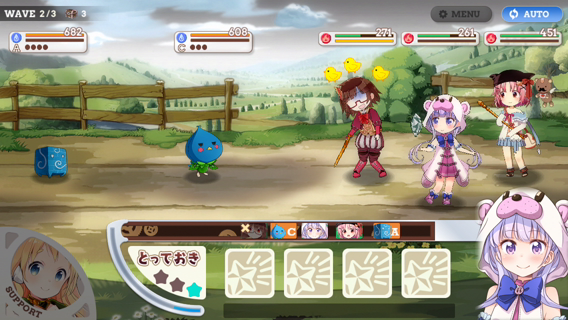 WAVE 2/3 3
MENU
AUTO
682
A
608
C
271
261
451
C
A
とっておき
SUPPORT